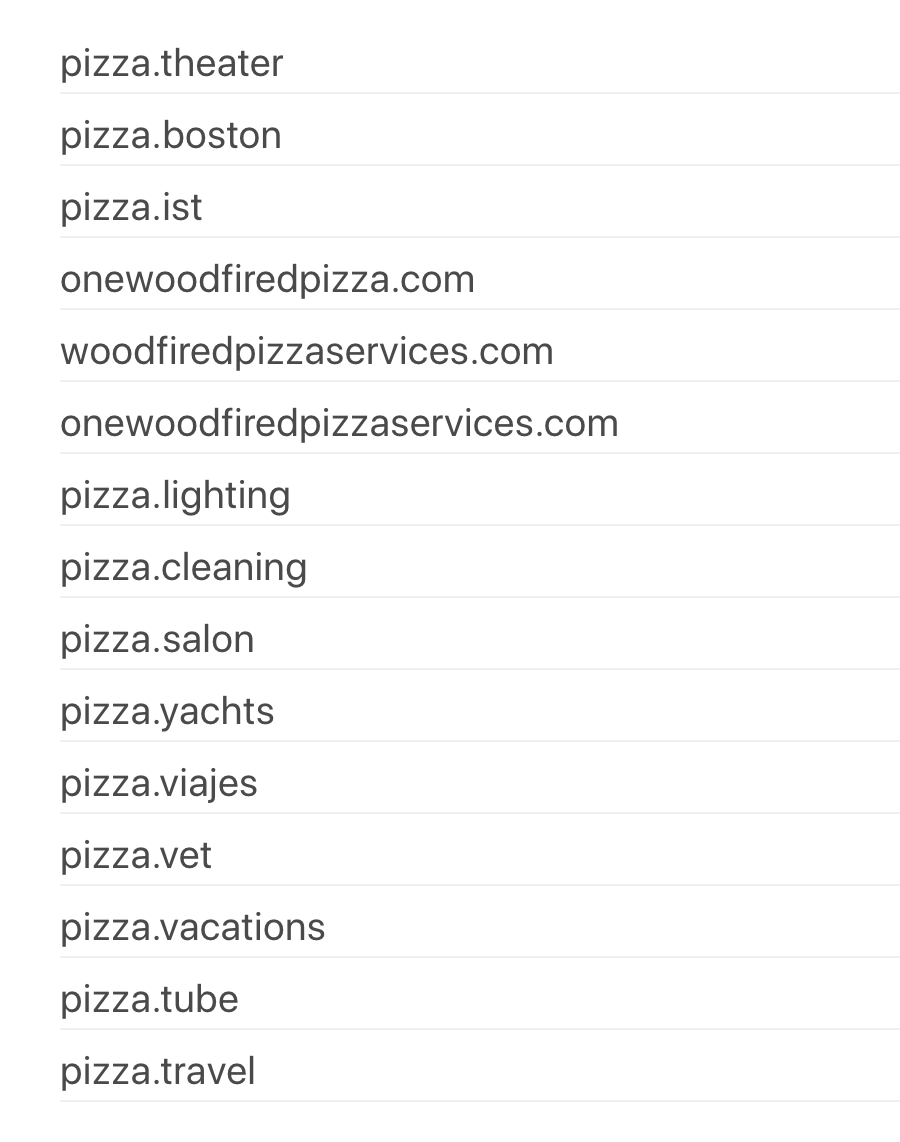 pizza.theater
pizza.boston
pizza.ist
onewoodfiredpizza.com
woodfiredpizzaservices.com
onewoodfiredpizzaservices.com
pizza.lighting
pizza.cleaning
pizza.salon
pizza.yachts
pizza.viajes
pizza.vet
pizza.vacations
pizza.tube
pizza.travel